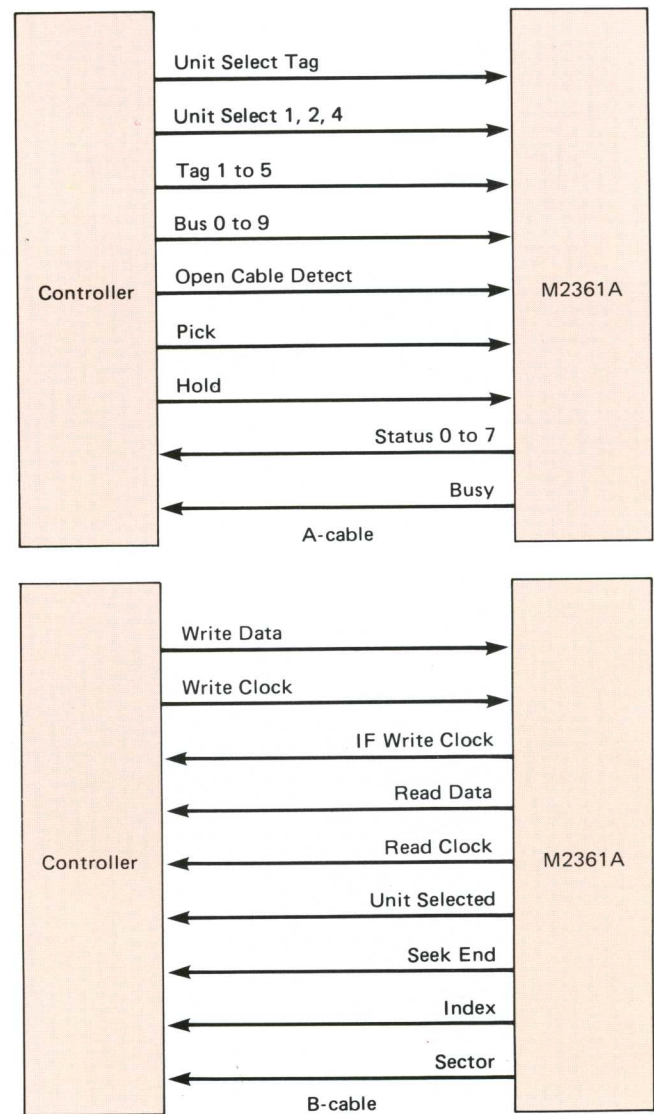 Unit Select Tag
Unit Select 1, 2, 4
Tag 1 to 5
Bus 0 to 9
Open Cable Detect
Controller
M2361A
Pick
Hold
Status 0 to 7
Busy
A-cable
Write Data
Write Clock
IF Write Clock
Read Data
Read Clock
Controller
M2361A
Unit Selected
Seek End
Index
Sector
B-cable